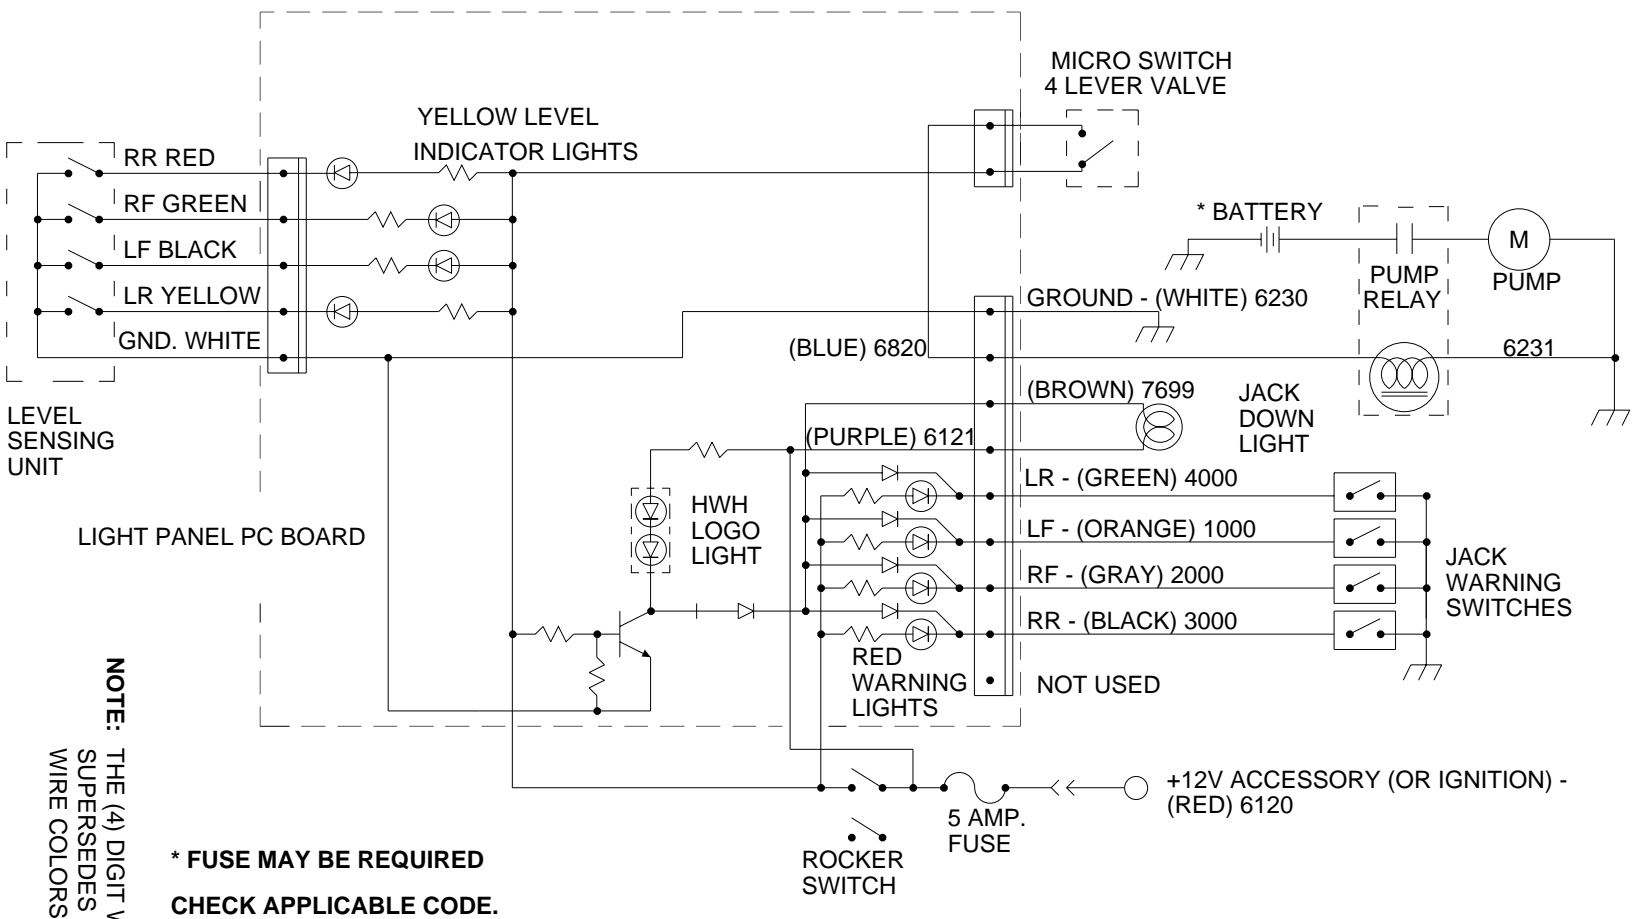 MICRO SWITCH
4 LEVER VALVE
YELLOW LEVEL
INDICATOR LIGHTS
RR RED
RF GREEN
LF BLACK
LR YELLOW
GND. WHITE
LEVEL
SENSING
UNIT
* BATTERY
M
PUMP
RELAY
PUMP
GROUND - (WHITE) 6230
(BLUE) 6820
6231
(BROWN) 7699
JACK
DOWN
LIGHT
(PURPLE) 6121
LR - (GREEN) 4000
LF - (ORANGE) 1000
RF - (GRAY) 2000
RR - (BLACK) 3000
JACK
WARNING
SWITCHES
HWH
LOGO
LIGHT
LIGHT PANEL PC BOARD
RED
WARNING
LIGHTS
NOT USED
+12V ACCESSORY (OR IGNITION) -
(RED) 6120
5 AMP.
FUSE
ROCKER
SWITCH
NOTE: THE (4) DIGIT
SUPERSEDES
WIRE COLORS
* FUSE MAY BE REQUIRED
CHECK APPLICABLE CODE.